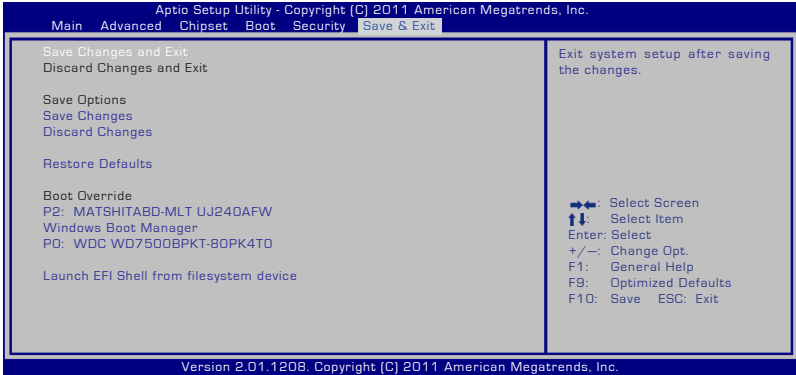 Aptio Setup Utility - Copyright (C) 2011 American Megatrends, Inc.
Main Advanced Chipset Boot Security Save & Exit
Save Changes and Exit
Discard Changes and Exit
Save Options
Save Changes
Discard Changes
Restore Defaults
Boot Override
P2: MATSHITABD-MLT UJ240AFW
Windows Boot Manager
P0: WDC WD7500BPKT-80PK4T0
Launch EFI Shell from filesystem device
Exit system setup after saving
the changes.
→←: Select Screen
↑↓: Select Item
Enter: Select
+/—: Change Opt.
F1: General Help
F9: Optimized Defaults
F10: Save ESC: Exit
Version 2.01.1208. Copyright (C) 2011 American Megatrends, Inc.